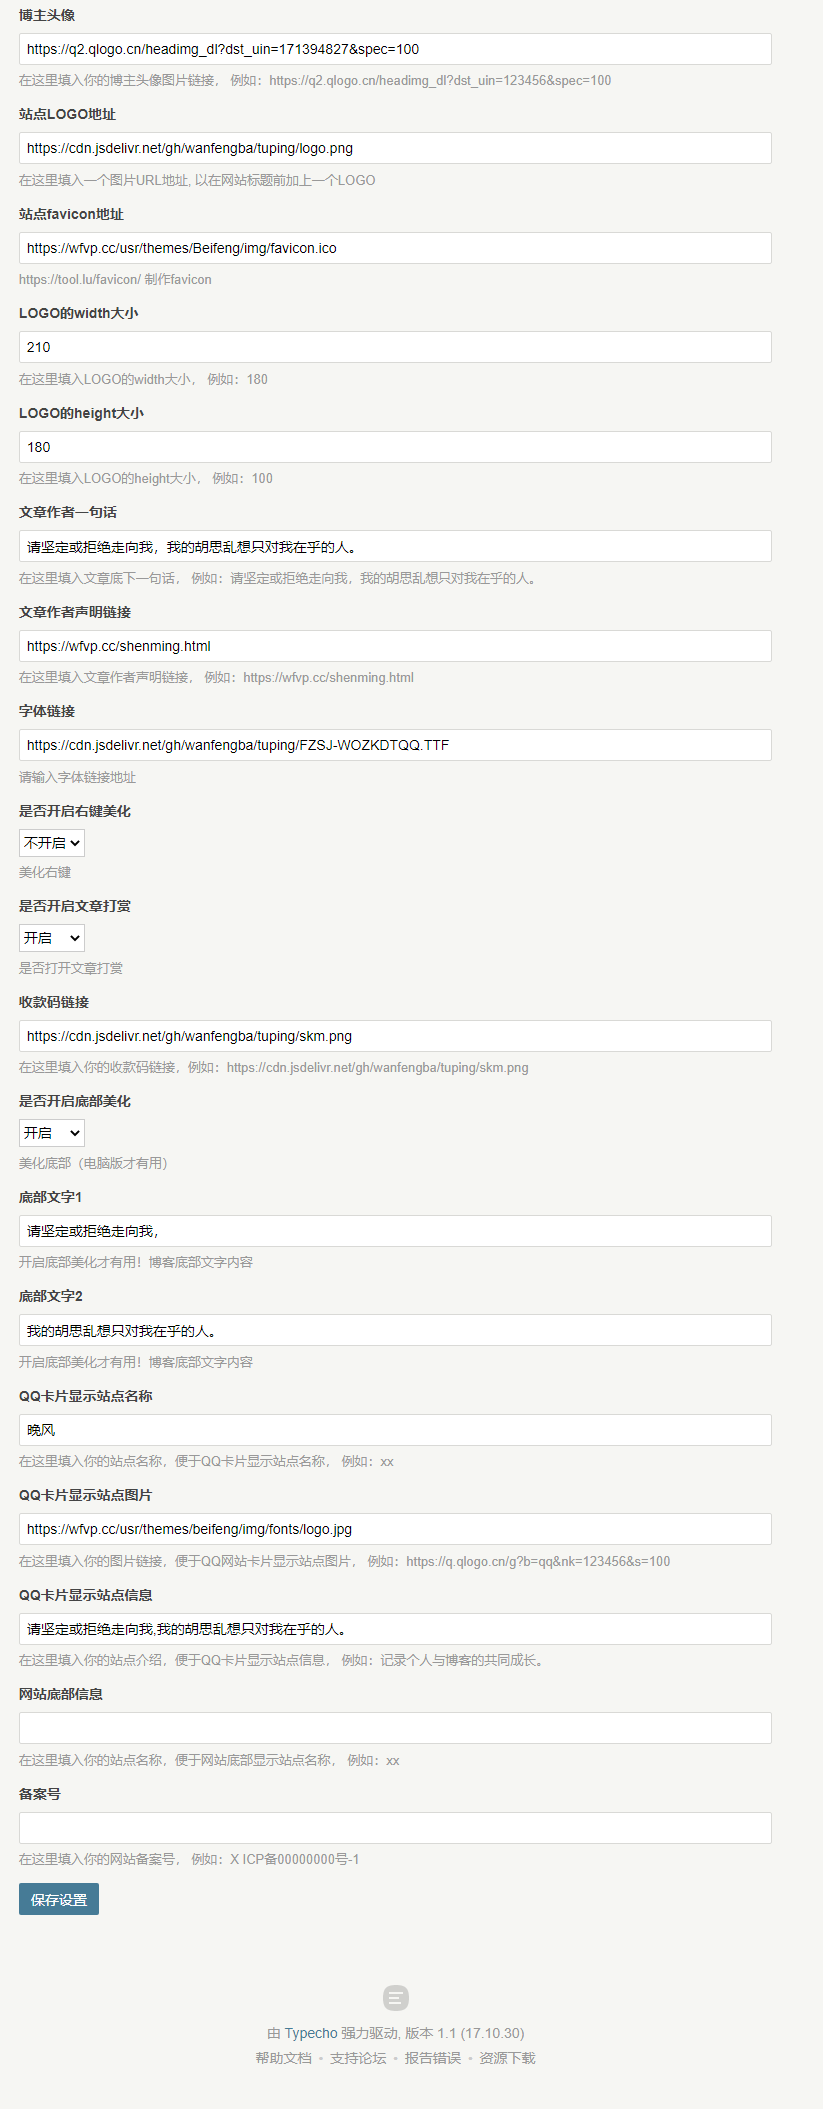 博主头像
https://q2.qlogo.cn/headimg_dl?dst_uin=171394827&spec=100
在这里填入你的博主头像图片链接， 例如：https://q2.qlogo.cn/headimg_dl?dst_uin=123456&spec=100
站点LOGO地址
https://cdn.jsdelivr.net/gh/wanfengba/tuping/logo.png
在这里填入一个图片URL地址, 以在网站标题前加上一个LOGO
站点favicon地址
https://wfvp.cc/usr/themes/Beifeng/img/favicon.ico
https://tool.lu/favicon/ 制作favicon
LOGO的width大小
210
在这里填入LOGO的width大小， 例如：180
LOGO的height大小
180
在这里填入LOGO的height大小， 例如：100
文章作者一句话
请坚定或拒绝走向我，我的胡思乱想只对我在乎的人。
在这里填入文章底下一句话， 例如：请坚定或拒绝走向我，我的胡思乱想只对我在乎的人。
文章作者声明链接
https://wfvp.cc/shenming.html
在这里填入文章作者声明链接， 例如：https://wfvp.cc/shenming.html
字体链接
https://cdn.jsdelivr.net/gh/wanfengba/tuping/FZSJ-WOZKDTQQ.TTF
请输入字体链接地址
是否开启右键美化
不开启
美化右键
是否开启文章打赏
开启
是否打开文章打赏
收款码链接
https://cdn.jsdelivr.net/gh/wanfengba/tuping/skm.png
在这里填入你的收款码链接，例如：https://cdn.jsdelivr.net/gh/wanfengba/tuping/skm.png
是否开启底部美化
开启
美化底部（电脑版才有用）
底部文字1
请坚定或拒绝走向我，
开启底部美化才有用！博客底部文字内容
底部文字2
我的胡思乱想只对我在乎的人。
开启底部美化才有用！博客底部文字内容
QQ卡片显示站点名称
晚风
在这里填入你的站点名称，便于QQ卡片显示站点名称， 例如：xx
QQ卡片显示站点图片
https://wfvp.cc/usr/themes/beifeng/img/fonts/logo.jpg
在这里填入你的图片链接，便于QQ网站卡片显示站点图片， 例如：https://q.qlogo.cn/g?b=qq&nk=123456&s=100
QQ卡片显示站点信息
请坚定或拒绝走向我,我的胡思乱想只对我在乎的人。
在这里填入你的站点介绍，便于QQ卡片显示站点信息， 例如：记录个人与博客的共同成长。
网站底部信息
在这里填入你的站点名称，便于网站底部显示站点名称， 例如：xx
备案号
在这里填入你的网站备案号， 例如：X ICP备00000000号-1
保存设置
由 Typecho 强力驱动, 版本 1.1 (17.10.30)
帮助文档 • 支持论坛 • 报告错误 • 资源下载